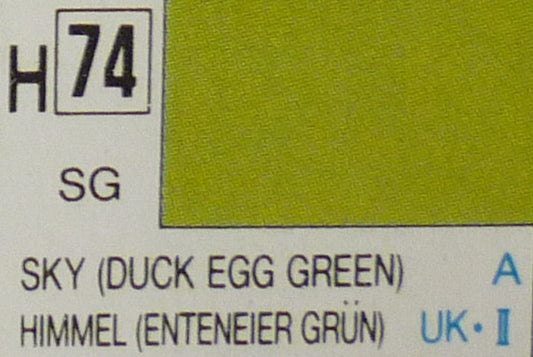 H 74
SG
SKY (DUCK EGG GREEN) A
HIMMEL (ENTENEIER GRÜN) UK・Ⅱ